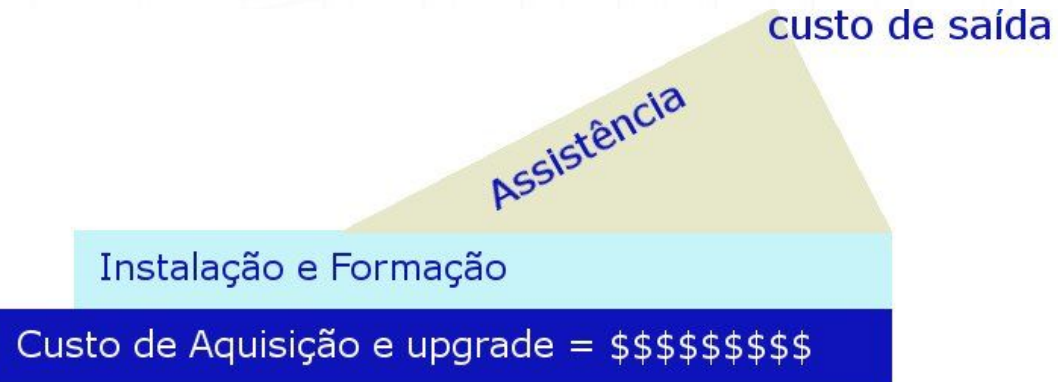 custo de saída
Assistência
Instalação e Formação
Custo de Aquisição e upgrade = $$$$$$$$$